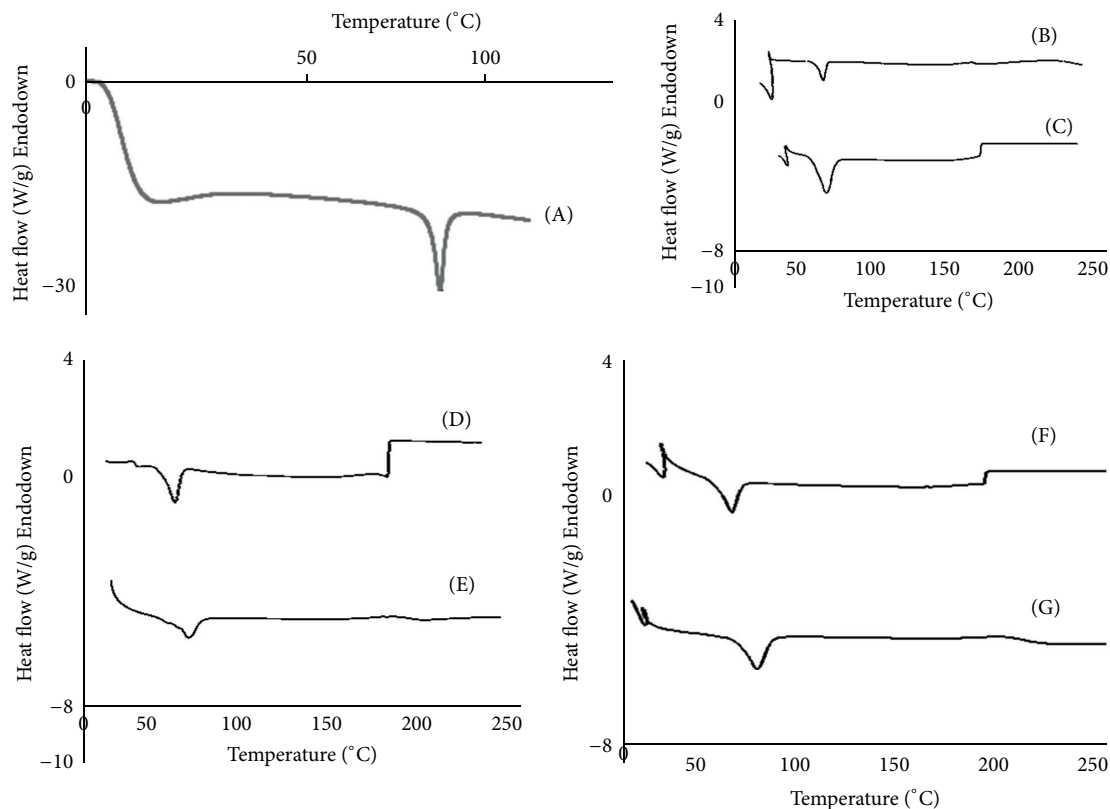 Temperature (˚C)
50 100
0
0
Heat flow (W/g) Endodown
(A)
−30
4
(B)
0
(C)
Heat flow (W/g) Endodown
−8
0 50 100 150 200 250
−10
Temperature (˚C)
4
(D)
0
Heat flow (W/g) Endodown
(E)
−8
0 50 100 150 200 250
−10
Temperature (˚C)
4
(F)
0
Heat flow (W/g) Endodown
(G)
−8
0
50 100 150 200 250
Temperature (˚C)